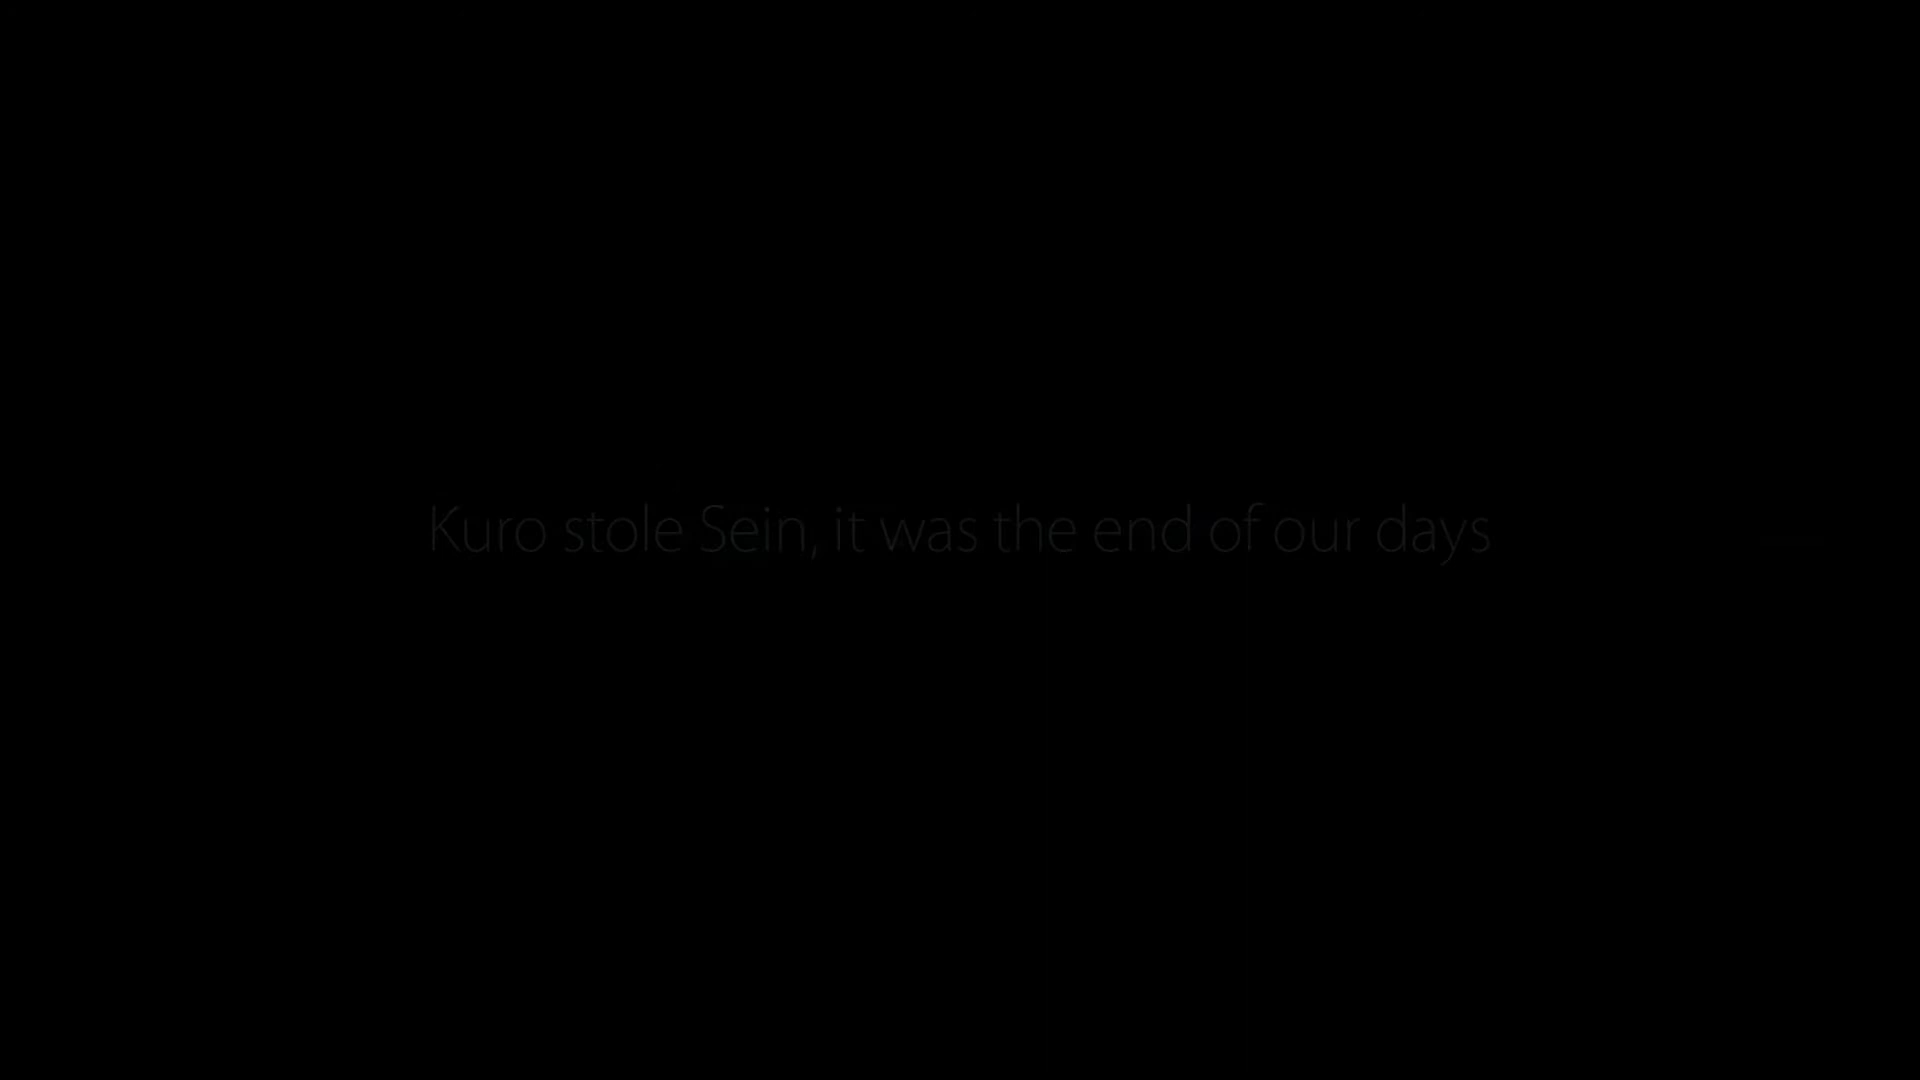 Kuro stole Sein, it was the end of our days